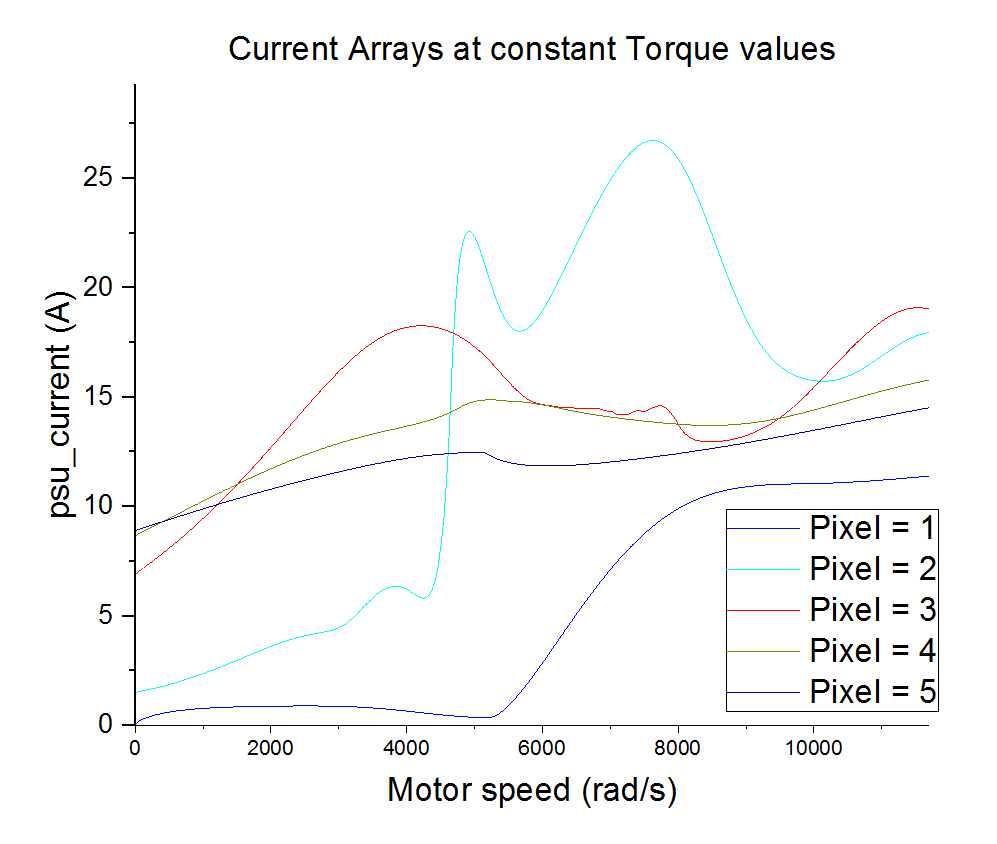 Current Arrays at constant Torque values
psu_current (A)
25
20
15
10
5
0
0 2000 4000 6000 8000 10000
Motor speed (rad/s)
Pixel = 1
Pixel = 2
Pixel = 3
Pixel = 4
Pixel = 5